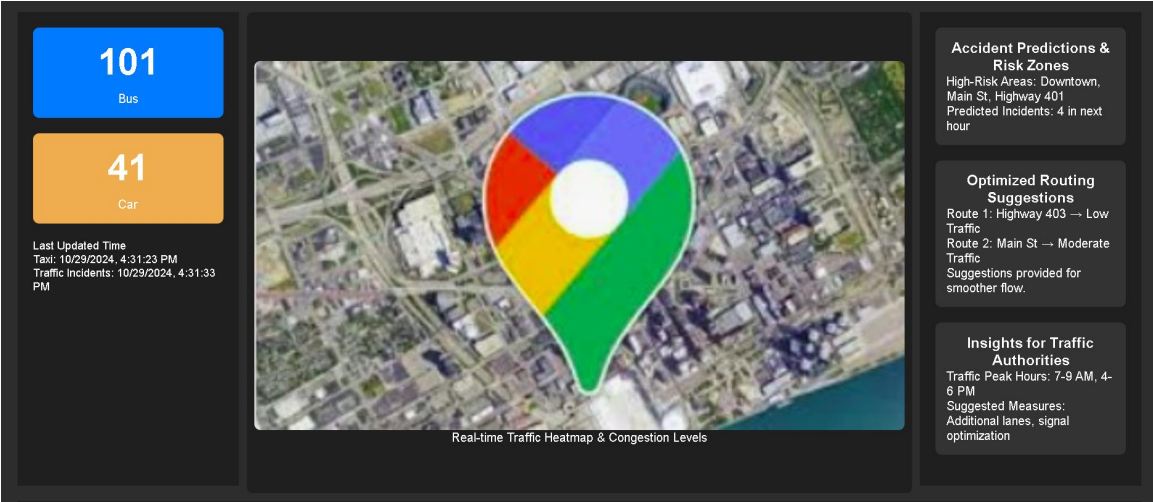 101
Bus
41
Car
Last Updated Time
Taxi: 10/29/2024, 4:31:23 PM
Traffic Incidents: 10/29/2024, 4:31:33
PM
Real-time Traffic Heatmap & Congestion Levels
Accident Predictions &
Risk Zones
High-Risk Areas: Downtown,
Main St, Highway 401
Predicted Incidents: 4 in next
hour
Optimized Routing
Suggestions
Route 1: Highway 403 → Low
Traffic
Route 2: Main St → Moderate
Traffic
Suggestions provided for
smoother flow.
Insights for Traffic
Authorities
Traffic Peak Hours: 7-9 AM, 4-
6 PM
Suggested Measures:
Additional lanes, signal
optimization